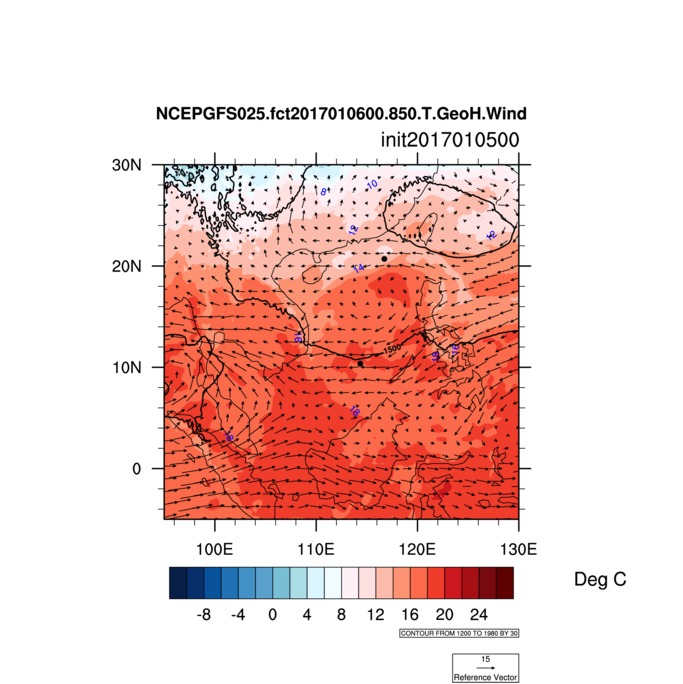 NCEPGFS025.fct2017010600.850.T.GeoH.Wind
init2017010500
30N
8
10
12
12
20N
14
16
1500
10N
18
18
0
100E
110E
120E
130E
-8
-4
0
4
8
12
16
20
24
Deg C
CONTOUR FROM 1200 TO 1980 BY 30
15
Reference Vector